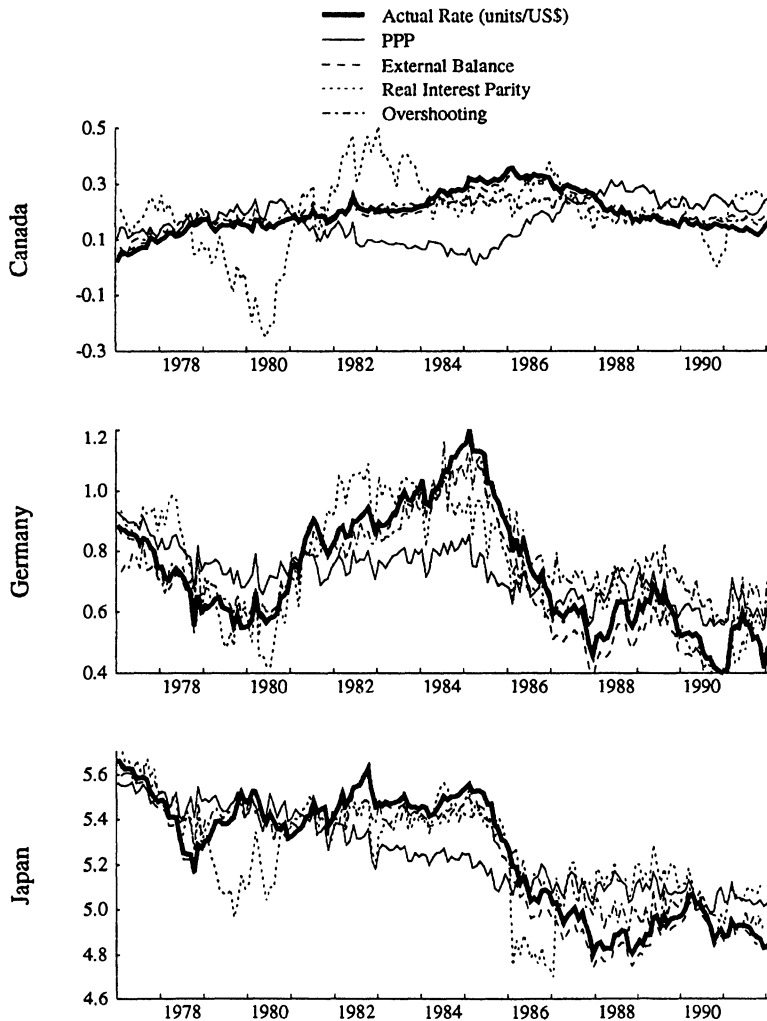 Actual Rate (units/US$)
PPP
External Balance
Real Interest Parity
Overshooting
Canada
0.5
0.3
0.1
-0.1
-0.3
1978 1980 1982 1984 1986 1988 1990
Germany
1.2
1.0
0.8
0.6
0.4
1978 1980 1982 1984 1986 1988 1990
Japan
5.6
5.4
5.2
5.0
4.8
4.6
1978 1980 1982 1984 1986 1988 1990